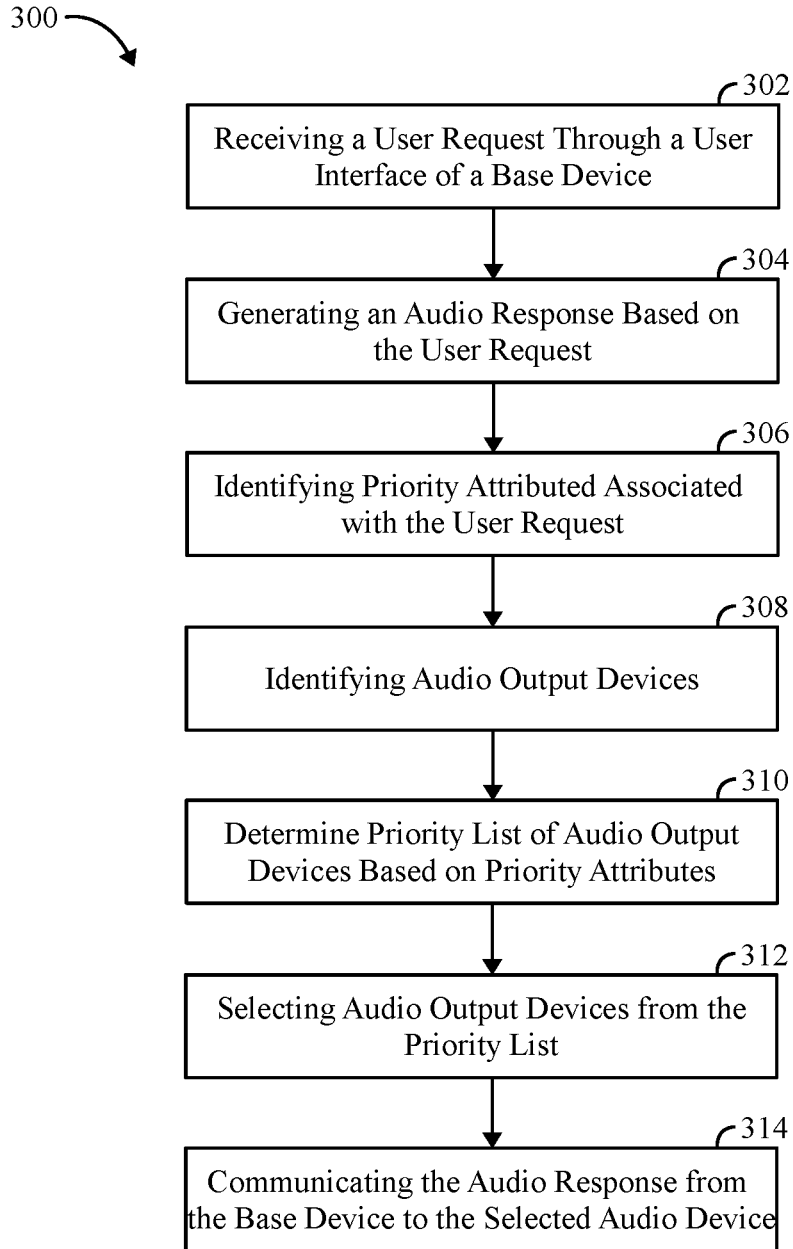 300
302
Receiving a User Request Through a User
Interface of a Base Device
304
Generating an Audio Response Based on
the User Request
306
Identifying Priority Attributed Associated
with the User Request
308
Identifying Audio Output Devices
310
Determine Priority List of Audio Output
Devices Based on Priority Attributes
312
Selecting Audio Output Devices from the
Priority List
314
Communicating the Audio Response from
the Base Device to the Selected Audio Device